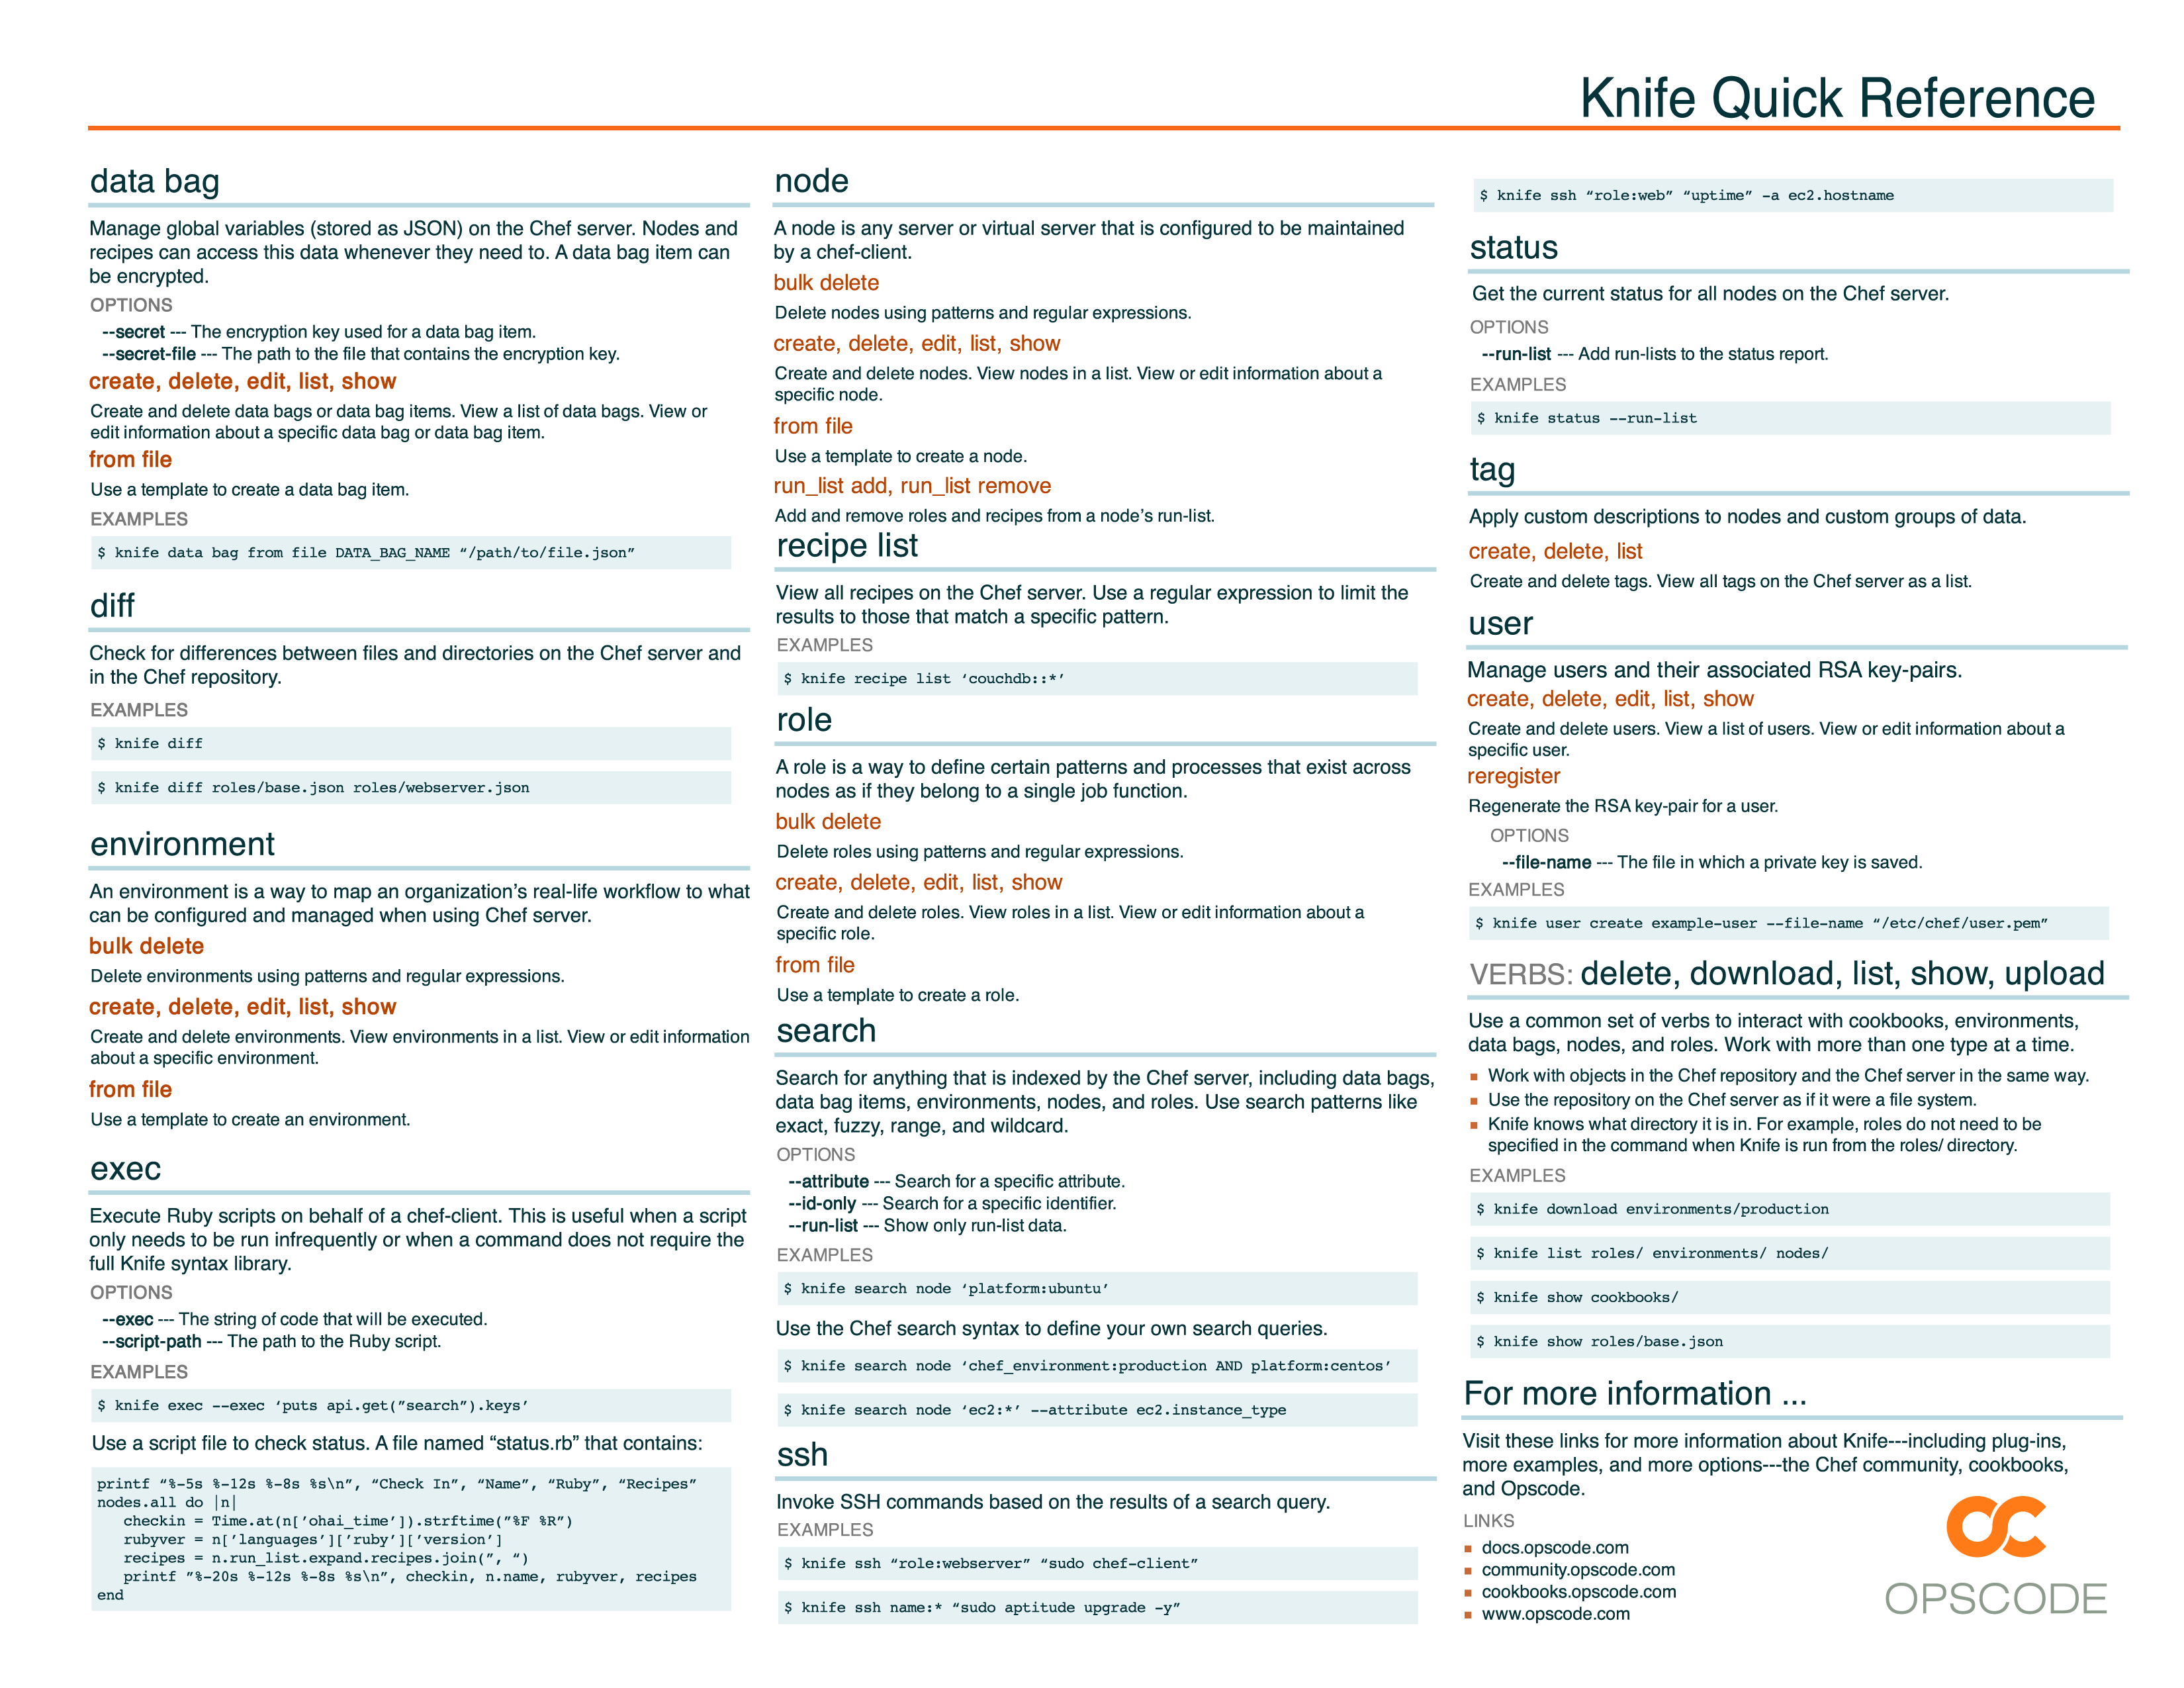 Knife Quick Reference
data bag
Manage global variables (stored as JSON) on the Chef server. Nodes and
recipes can access this data whenever they need to. A data bag item can
be encrypted.
OPTIONS
--secret --- The encryption key used for a data bag item.
--secret-file --- The path to the file that contains the encryption key.
create, delete, edit, list, show
Create and delete data bags or data bag items. View a list of data bags. View or
edit information about a specific data bag or data bag item.
from file
Use a template to create a data bag item.
EXAMPLES
$ knife data bag from file DATA_BAG_NAME “/path/to/file.json”
diff
Check for differences between files and directories on the Chef server and
in the Chef repository.
EXAMPLES
$ knife diff
$ knife diff roles/base.json roles/webserver.json
environment
An environment is a way to map an organization’s real-life workflow to what
can be configured and managed when using Chef server.
bulk delete
Delete environments using patterns and regular expressions.
create, delete, edit, list, show
Create and delete environments. View environments in a list. View or edit information
about a specific environment.
from file
Use a template to create an environment.
exec
Execute Ruby scripts on behalf of a chef-client. This is useful when a script
only needs to be run infrequently or when a command does not require the
full Knife syntax library.
OPTIONS
--exec --- The string of code that will be executed.
--script-path --- The path to the Ruby script.
EXAMPLES
$ knife exec --exec ‘puts api.get(”search”).keys’
Use a script file to check status. A file named “status.rb” that contains:
printf “%-5s %-12s %-8s %s\n”, “Check In”, “Name”, “Ruby”, “Recipes”
nodes.all do |n|
checkin = Time.at(n[’ohai_time’]).strftime(”%F %R”)
rubyver = n[’languages’][’ruby’][’version’]
recipes = n.run_list.expand.recipes.join(”, “)
printf ”%-20s %-12s %-8s %s\n”, checkin, n.name, rubyver, recipes
end
node
A node is any server or virtual server that is configured to be maintained
by a chef-client.
bulk delete
Delete nodes using patterns and regular expressions.
create, delete, edit, list, show
Create and delete nodes. View nodes in a list. View or edit information about a
specific node.
from file
Use a template to create a node.
run_list add, run_list remove
Add and remove roles and recipes from a node’s run-list.
recipe list
View all recipes on the Chef server. Use a regular expression to limit the
results to those that match a specific pattern.
EXAMPLES
$ knife recipe list ‘couchdb::*’
role
A role is a way to define certain patterns and processes that exist across
nodes as if they belong to a single job function.
bulk delete
Delete roles using patterns and regular expressions.
create, delete, edit, list, show
Create and delete roles. View roles in a list. View or edit information about a
specific role.
from file
Use a template to create a role.
search
Search for anything that is indexed by the Chef server, including data bags,
data bag items, environments, nodes, and roles. Use search patterns like
exact, fuzzy, range, and wildcard.
OPTIONS
--attribute --- Search for a specific attribute.
--id-only --- Search for a specific identifier.
--run-list --- Show only run-list data.
EXAMPLES
$ knife search node ‘platform:ubuntu’
Use the Chef search syntax to define your own search queries.
$ knife search node ‘chef_environment:production AND platform:centos’
$ knife search node ‘ec2:*’ --attribute ec2.instance_type
ssh
Invoke SSH commands based on the results of a search query.
EXAMPLES
$ knife ssh “role:webserver” “sudo chef-client”
$ knife ssh name:* “sudo aptitude upgrade -y”
$ knife ssh “role:web” “uptime” -a ec2.hostname
status
Get the current status for all nodes on the Chef server.
OPTIONS
--run-list --- Add run-lists to the status report.
EXAMPLES
$ knife status --run-list
tag
Apply custom descriptions to nodes and custom groups of data.
create, delete, list
Create and delete tags. View all tags on the Chef server as a list.
user
Manage users and their associated RSA key-pairs.
create, delete, edit, list, show
Create and delete users. View a list of users. View or edit information about a
specific user.
reregister
Regenerate the RSA key-pair for a user.
OPTIONS
--file-name --- The file in which a private key is saved.
EXAMPLES
$ knife user create example-user --file-name “/etc/chef/user.pem”
VERBS: delete, download, list, show, upload
Use a common set of verbs to interact with cookbooks, environments,
data bags, nodes, and roles. Work with more than one type at a time.
■ Work with objects in the Chef repository and the Chef server in the same way.
■ Use the repository on the Chef server as if it were a file system.
■ Knife knows what directory it is in. For example, roles do not need to be
specified in the command when Knife is run from the roles/ directory.
EXAMPLES
$ knife download environments/production
$ knife list roles/ environments/ nodes/
$ knife show cookbooks/
$ knife show roles/base.json
For more information ...
Visit these links for more information about Knife---including plug-ins,
more examples, and more options---the Chef community, cookbooks,
and Opscode.
LINKS
■ docs.opscode.com
■ community.opscode.com
■ cookbooks.opscode.com
■ www.opscode.com
OPSCODE